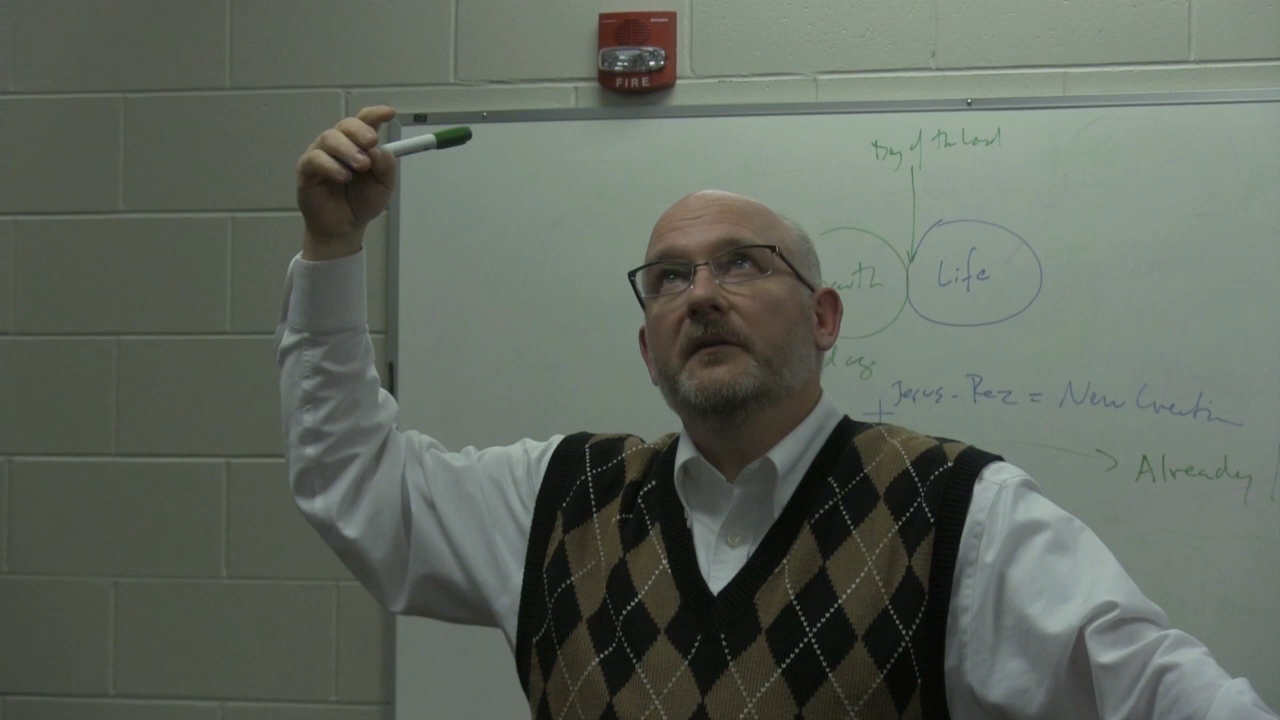 FIRE
Day of the Lord
Life
Jesus - Rez = New Creation
Already